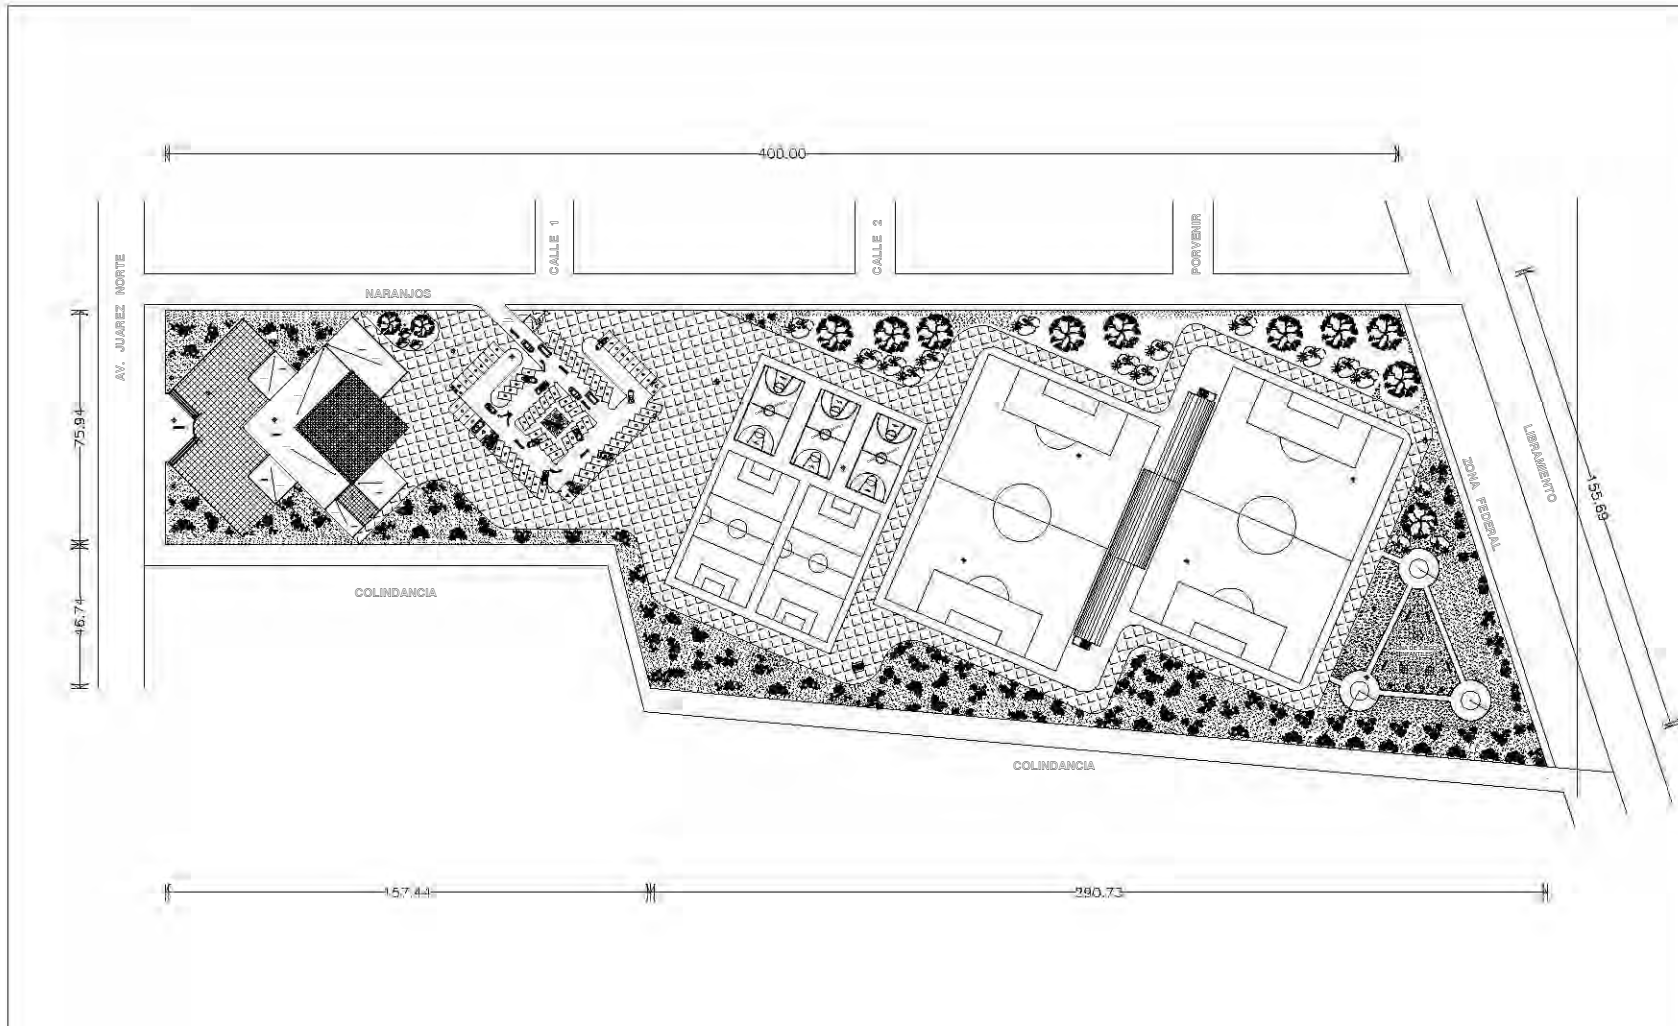 400.00
CALLE 1
CALLE 2
PORVENIR
AV. JUAREZ NORTE
NARANJOS
75.94
46.74
LIBRAMIENTO
ZONA FEDERAL
155.69
COLINDANCIA
COLINDANCIA
157.44
290.73